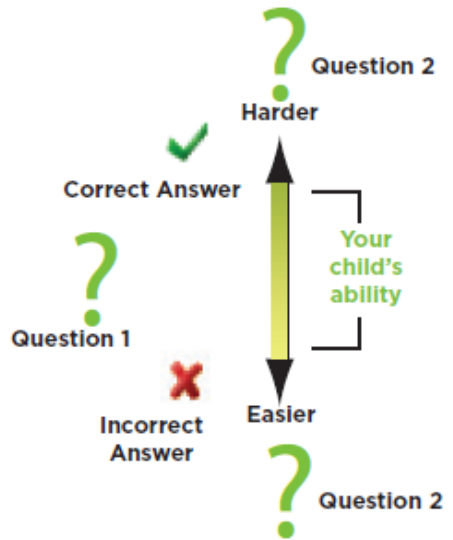 Question 2
Harder
Correct Answer
Your
child's
ability
Question 1
Incorrect
Answer
Easier
Question 2